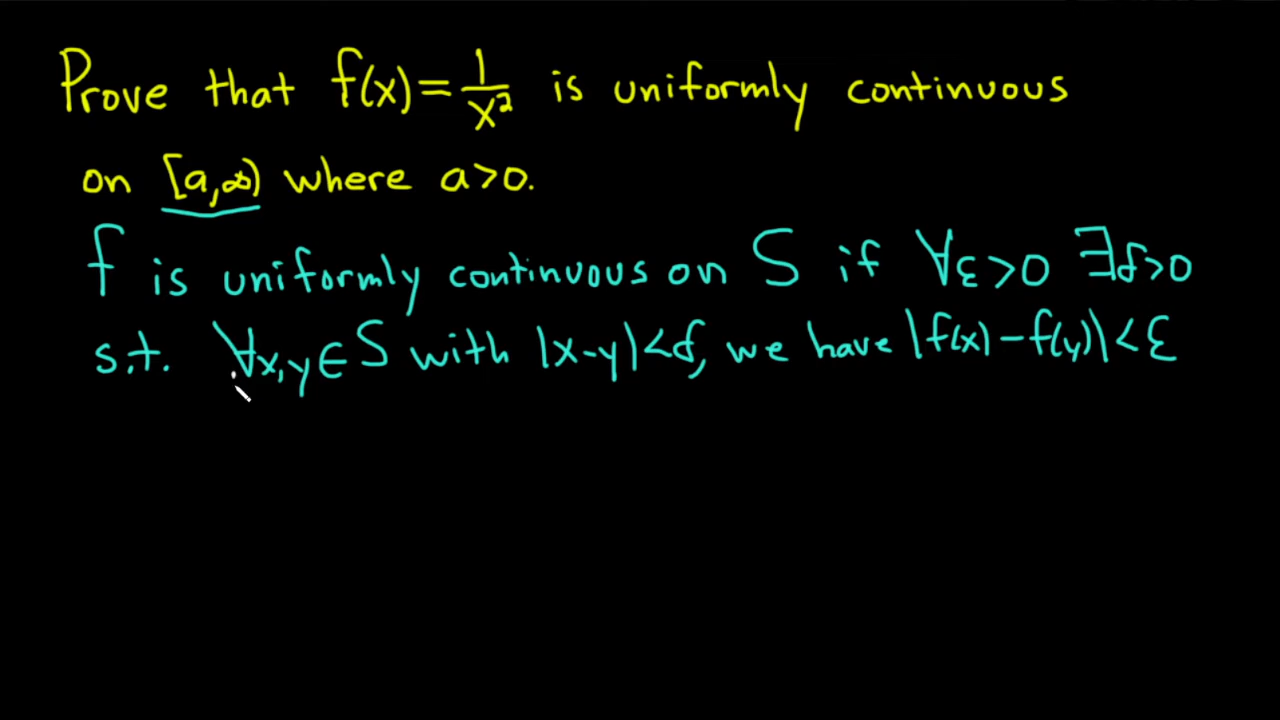 Prove that f(x) = 1/x² is uniformly continuous
on [a,∞) where a>0.
f is uniformly continuous on S if ∀ε>0 ∃δ>0
s.t. ∀x,y∈S with |x-y|<δ, we have |f(x)-f(y)|<ε